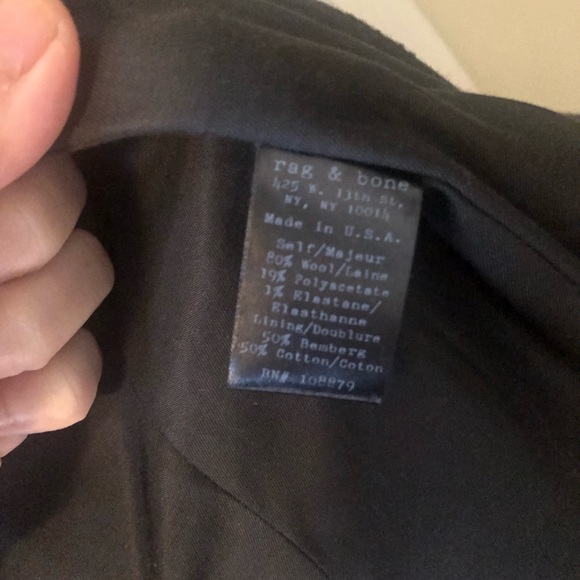 rag & bone
425 W. 13th St.
NY, NY 10014
Made in U.S.A.
Self/Majeur
80% Wool/Laine
19% Polyacetate
1% Elastane/
Elasthanne
Lining/Doublure
50% Bemberg
50% Cotton/Coton
RN# 108879